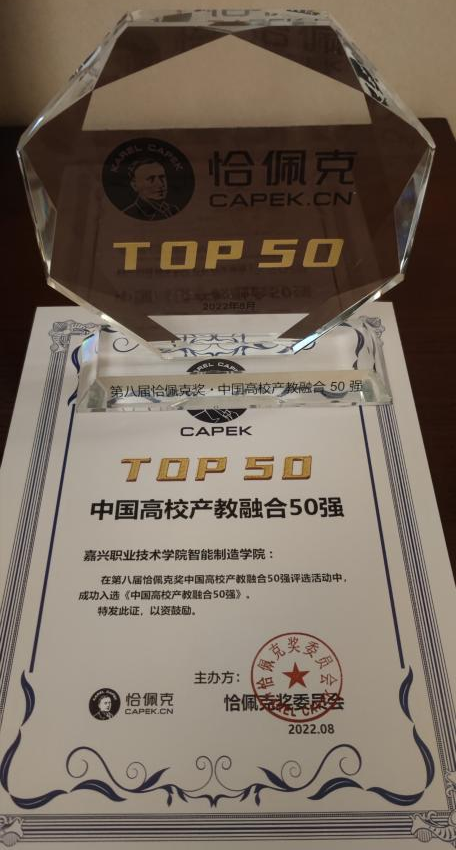 KAREL CAPEK
恰佩克
CAPEK.CN
TOP 50
2022年8月
第八届恰佩克奖·中国高校产教融合 50 强
CAPEK
TOP 50
中国高校产教融合50强
嘉兴职业技术学院智能制造学院：
在第八届恰佩克奖中国高校产教融合50强评选活动中，
成功入选《中国高校产教融合50强》。
特发此证，以资鼓励。
主办方：
恰佩克奖委员会
恰佩克奖委员会
恰佩克
CAPEK.CN
2022.08